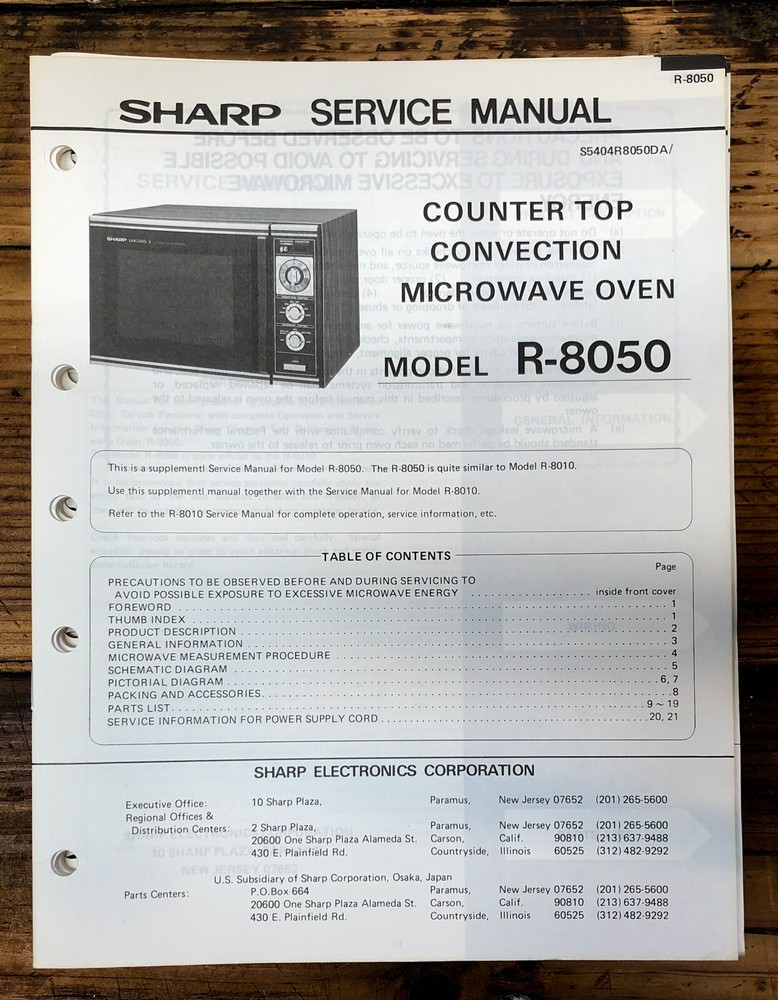 R-8050
SHARP SERVICE MANUAL
S5404R8050DA/
COUNTER TOP
CONVECTION
MICROWAVE OVEN
MODEL R-8050
SHARP
This is a supplementl Service Manual for Model R-8050. The R-8050 is quite similar to Model R-8010.
Use this supplementl manual together with the Service Manual for Model R-8010.
Refer to the R-8010 Service Manual for complete operation, service information, etc.
TABLE OF CONTENTS
Page
PRECAUTIONS TO BE OBSERVED BEFORE AND DURING SERVICING TO
AVOID POSSIBLE EXPOSURE TO EXCESSIVE MICROWAVE ENERGY . . . . . . . . . . . . . . . . . inside front cover
FOREWORD . . . . . . . . . . . . . . . . . . . . . . . . . . . . . . 1
THUMB INDEX . . . . . . . . . . . . . . . . . . . . . . . . . . . . . . 1
PRODUCT DESCRIPTION . . . . . . . . . . . . . . . . . . . . . . . . . . . . . . 2
GENERAL INFORMATION . . . . . . . . . . . . . . . . . . . . . . . . . . . . . . 3
MICROWAVE MEASUREMENT PROCEDURE . . . . . . . . . . . . . . . . . . . . . . . . . . . . . . 4
SCHEMATIC DIAGRAM . . . . . . . . . . . . . . . . . . . . . . . . . . . . . . 5
PICTORIAL DIAGRAM . . . . . . . . . . . . . . . . . . . . . . . . . . . . . . 6, 7
PACKING AND ACCESSORIES. . . . . . . . . . . . . . . . . . . . . . . . . . . . . . 8
PARTS LIST. . . . . . . . . . . . . . . . . . . . . . . . . . . . . . 9 ~ 19
SERVICE INFORMATION FOR POWER SUPPLY CORD . . . . . . . . . . . . . . . . . . . . . . . . . . . . . . 20, 21
SHARP ELECTRONICS CORPORATION
Executive Office: 10 Sharp Plaza, Paramus, New Jersey 07652 (201) 265-5600
Regional Offices &
Distribution Centers: 2 Sharp Plaza, Paramus, New Jersey 07652 (201) 265-5600
20600 One Sharp Plaza Alameda St. Carson, Calif. 90810 (213) 637-9488
430 E. Plainfield Rd. Countryside, Illinois 60525 (312) 482-9292
U.S. Subsidiary of Sharp Corporation, Osaka, Japan
Parts Centers: P.O.Box 664 Paramus, New Jersey 07652 (201) 265-5600
20600 One Sharp Plaza Alameda St. Carson, Calif. 90810 (213) 637-9488
430 E. Plainfield Rd. Countryside, Illinois 60525 (312) 482-9292